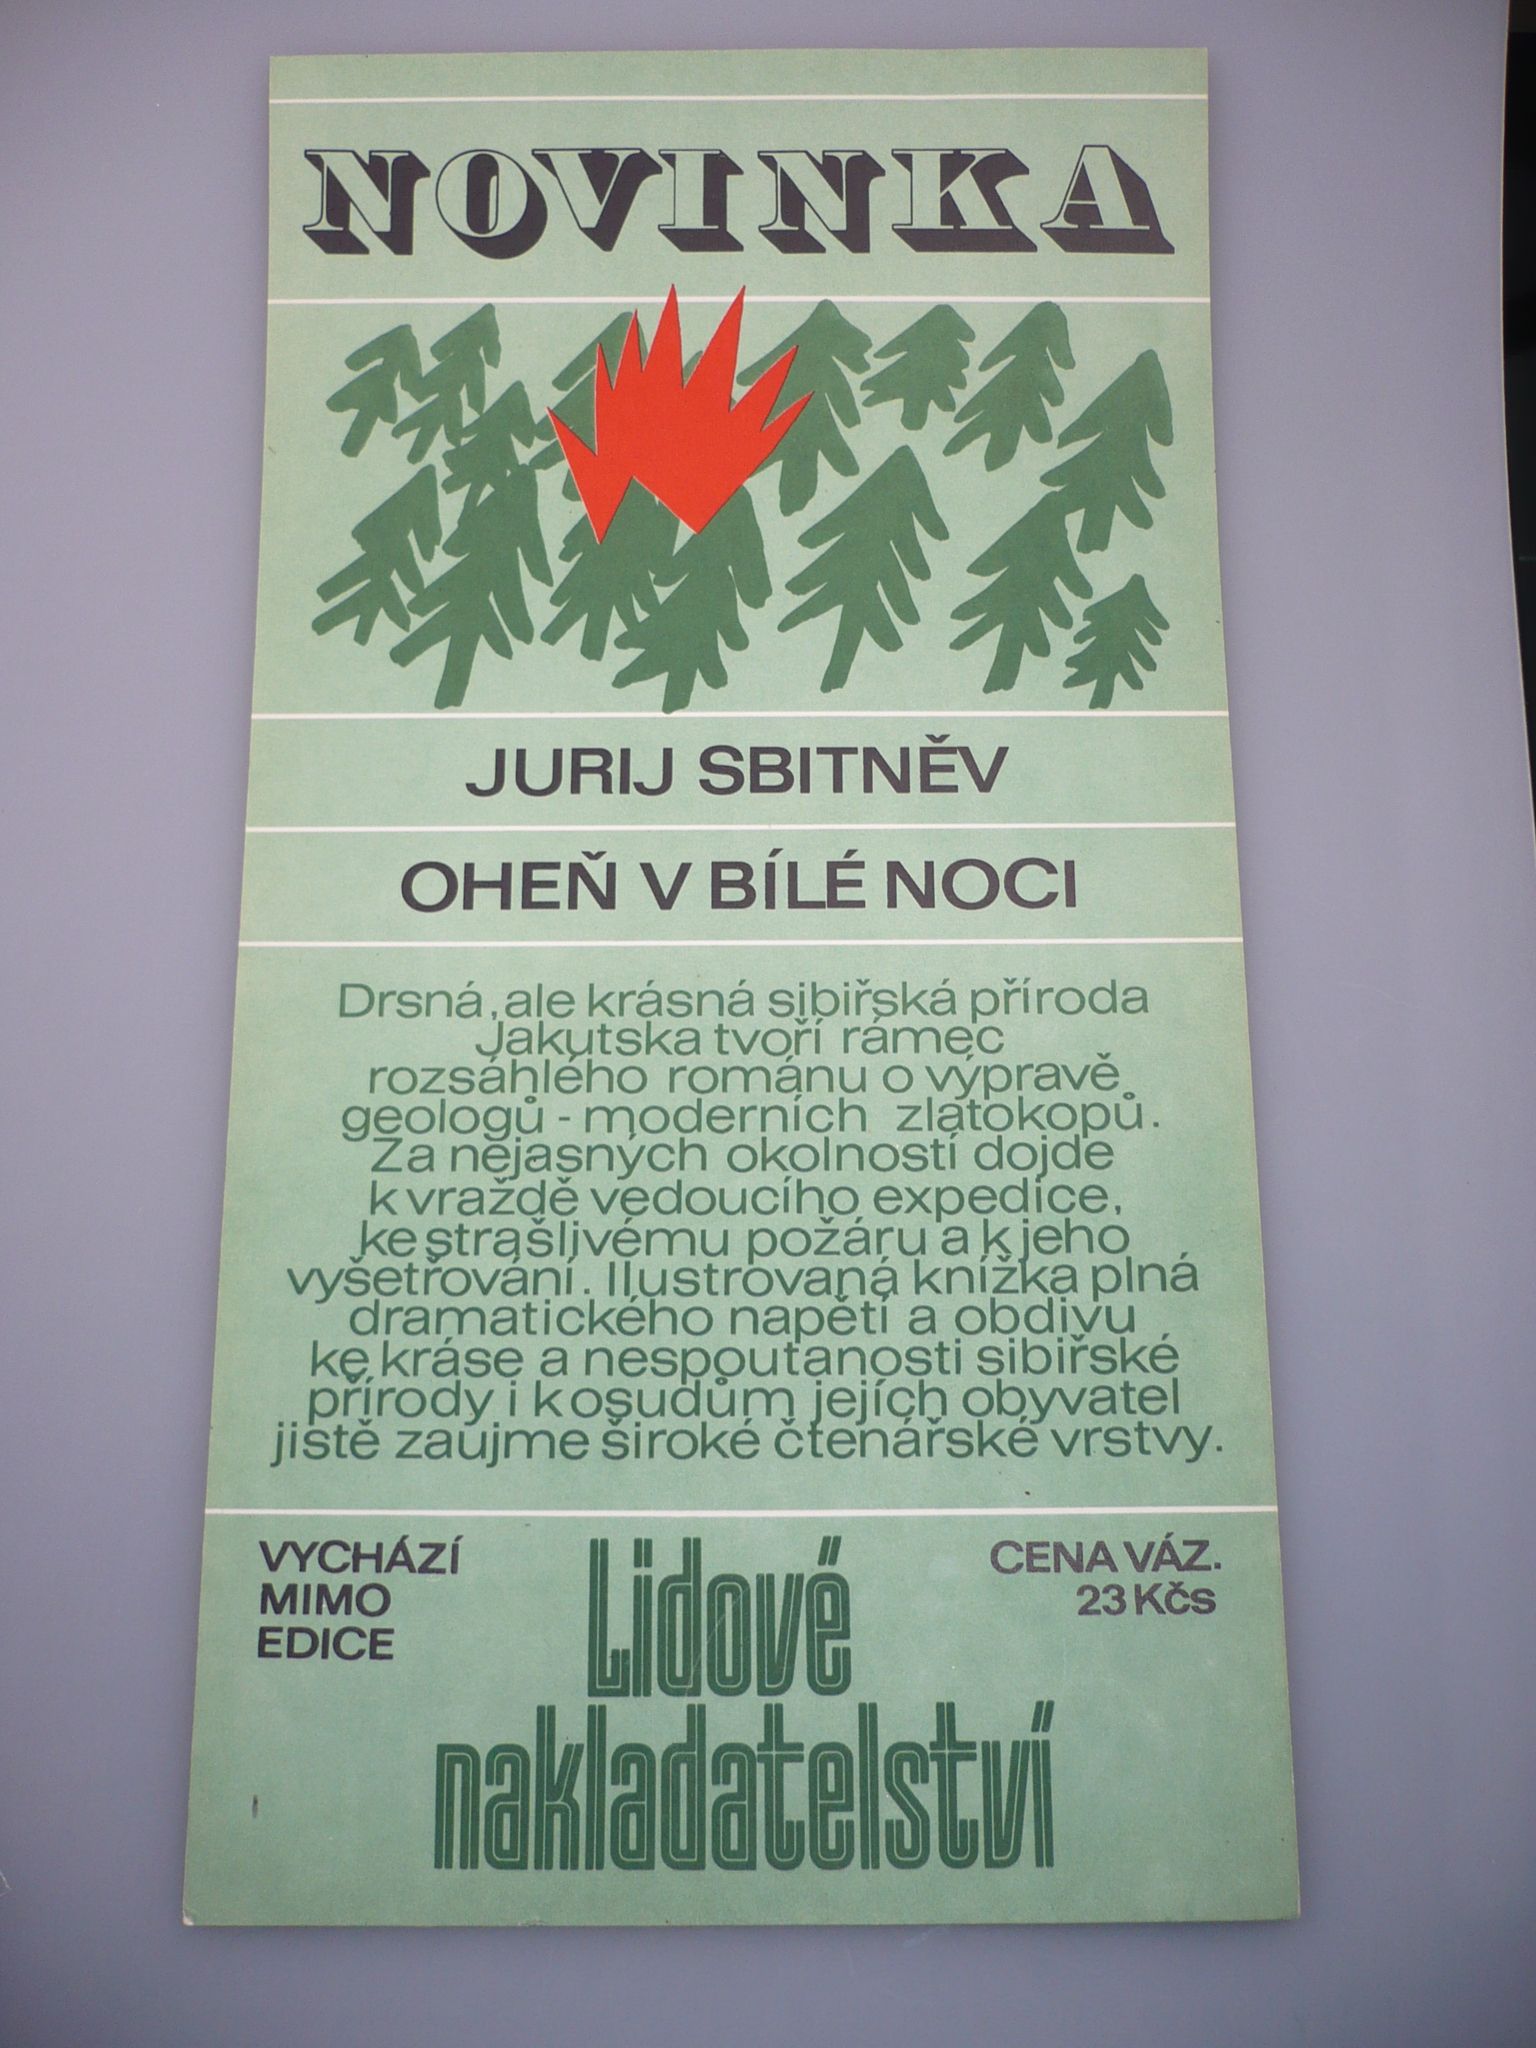 NOVINKA
JURIJ SBITNĚV
OHEŇ V BÍLÉ NOCI
Drsná, ale krásná sibiřská příroda
Jakutska tvoří rámec
rozsáhlého románu o výpravě
geologů - moderních zlatokopů.
Za nejasných okolností dojde
k vraždě vedoucího expedice,
ke strašlivému požáru a k jeho
vyšetřování. Ilustrovaná knížka plná
dramatického napětí a obdivu
ke kráse a nespoutanosti sibiřské
přírody i k osudům jejích obyvatel
jistě zaujme široké čtenářské vrstvy.
VYCHÁZÍ
MIMO
EDICE
Lidové
nakladatelství
CENA VÁZ.
23 Kčs